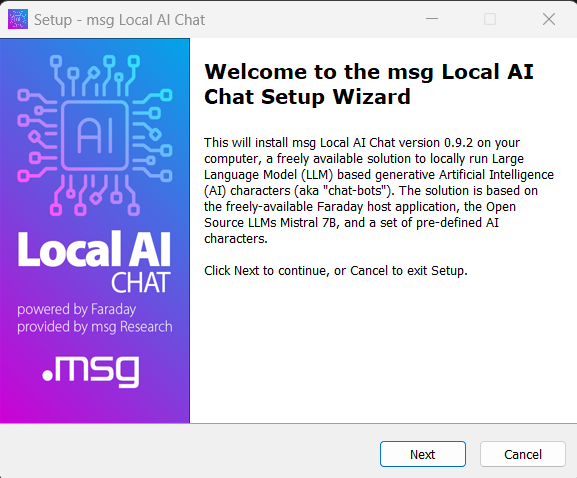 Setup - msg Local AI Chat
AI
Local AI
CHAT
powered by Faraday
provided by msg Research
.msg
Welcome to the msg Local AI
Chat Setup Wizard
This will install msg Local AI Chat version 0.9.2 on your
computer, a freely available solution to locally run Large
Language Model (LLM) based generative Artificial Intelligence
(AI) characters (aka "chat-bots"). The solution is based on
the freely-available Faraday host application, the Open
Source LLMs Mistral 7B, and a set of pre-defined AI
characters.
Click Next to continue, or Cancel to exit Setup.
Next
Cancel